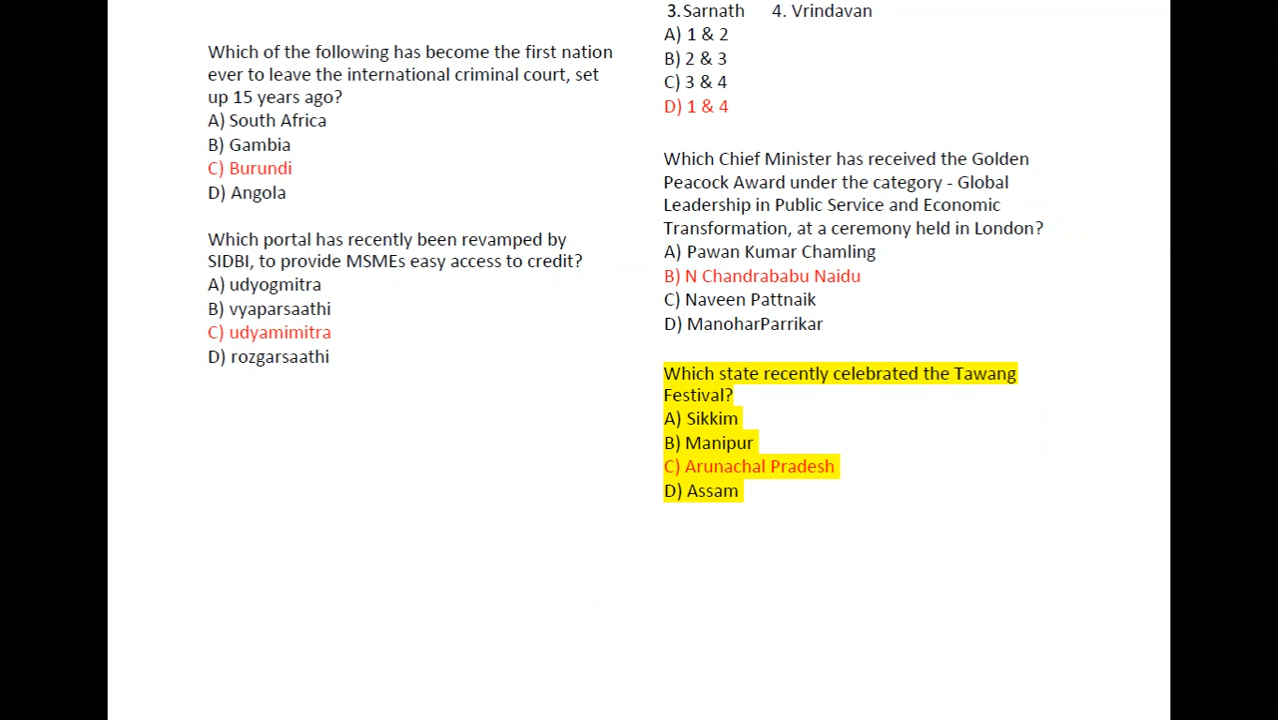 Which of the following has become the first nation
ever to leave the international criminal court, set
up 15 years ago?
A) South Africa
B) Gambia
C) Burundi
D) Angola
Which portal has recently been revamped by
SIDBI, to provide MSMEs easy access to credit?
A) udyogmitra
B) vyaparsaathi
C) udyamimitra
D) rozgarsaathi
3.Sarnath 4. Vrindavan
A) 1 & 2
B) 2 & 3
C) 3 & 4
D) 1 & 4
Which Chief Minister has received the Golden
Peacock Award under the category - Global
Leadership in Public Service and Economic
Transformation, at a ceremony held in London?
A) Pawan Kumar Chamling
B) N Chandrababu Naidu
C) Naveen Pattnaik
D) ManoharParrikar
Which state recently celebrated the Tawang
Festival?
A) Sikkim
B) Manipur
C) Arunachal Pradesh
D) Assam